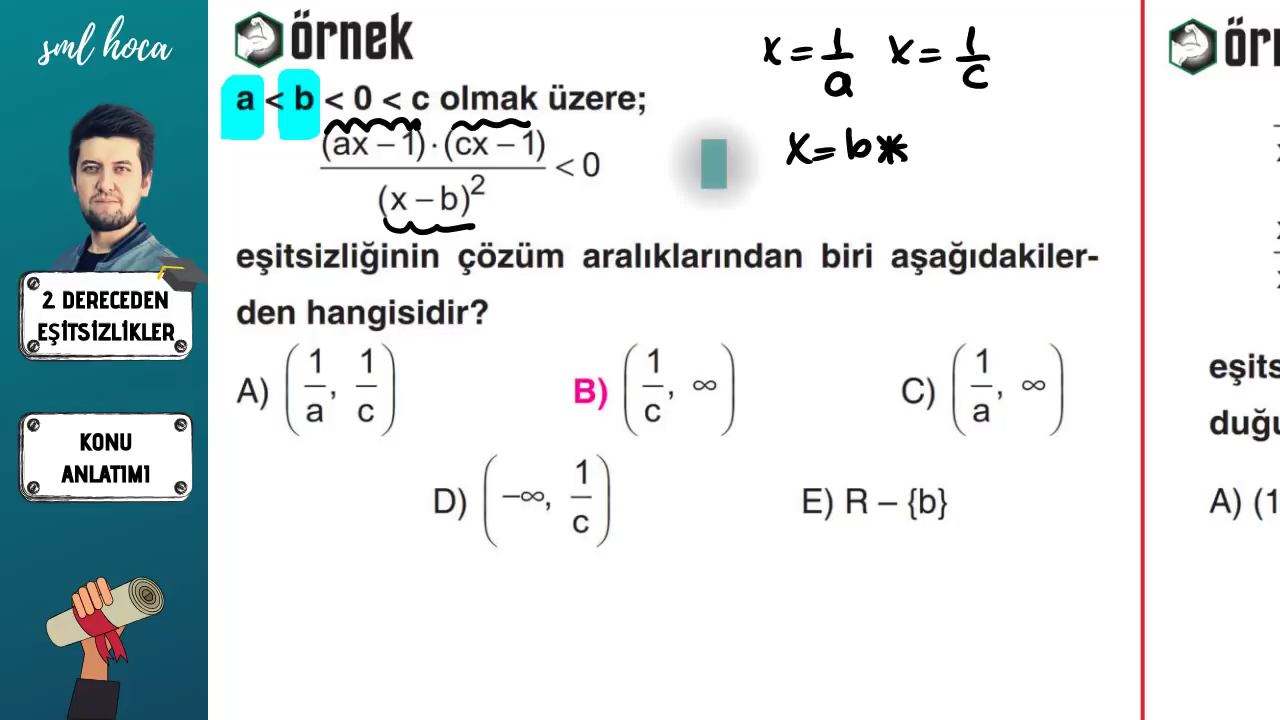 sml hoca
2. DERECEDEN
EŞİTSİZLİKLER
KONU
ANLATIMI
örnek
a < b < 0 < c olmak üzere;
(ax – 1) · (cx – 1)
(x – b)² < 0
eşitsizliğinin çözüm aralıklarından biri aşağıdakiler-
den hangisidir?
A) (1/a, 1/c)
B) (1/c, ∞)
C) (1/a, ∞)
D) (–∞, 1/c)
E) R – {b}
x = 1/a x = 1/c
x = b*
ör
eşits
duğu
A) (1